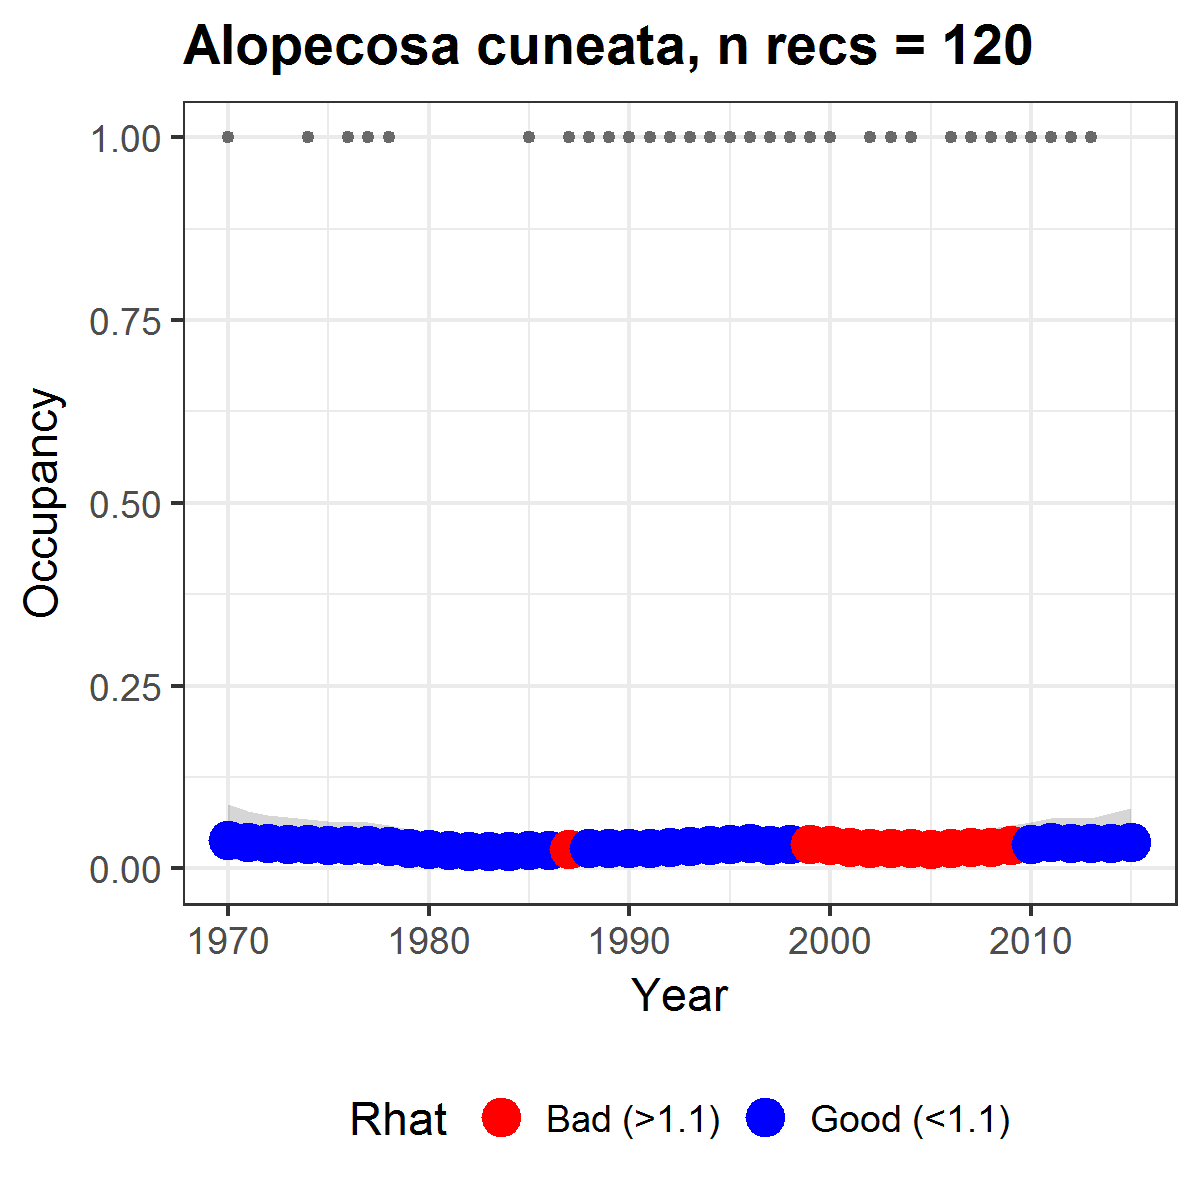 Alopecosa cuneata, n recs = 120
1.00
0.75
0.50
0.25
0.00
Occupancy
1970 1980 1990 2000 2010
Year
Rhat Bad (>1.1) Good (<1.1)